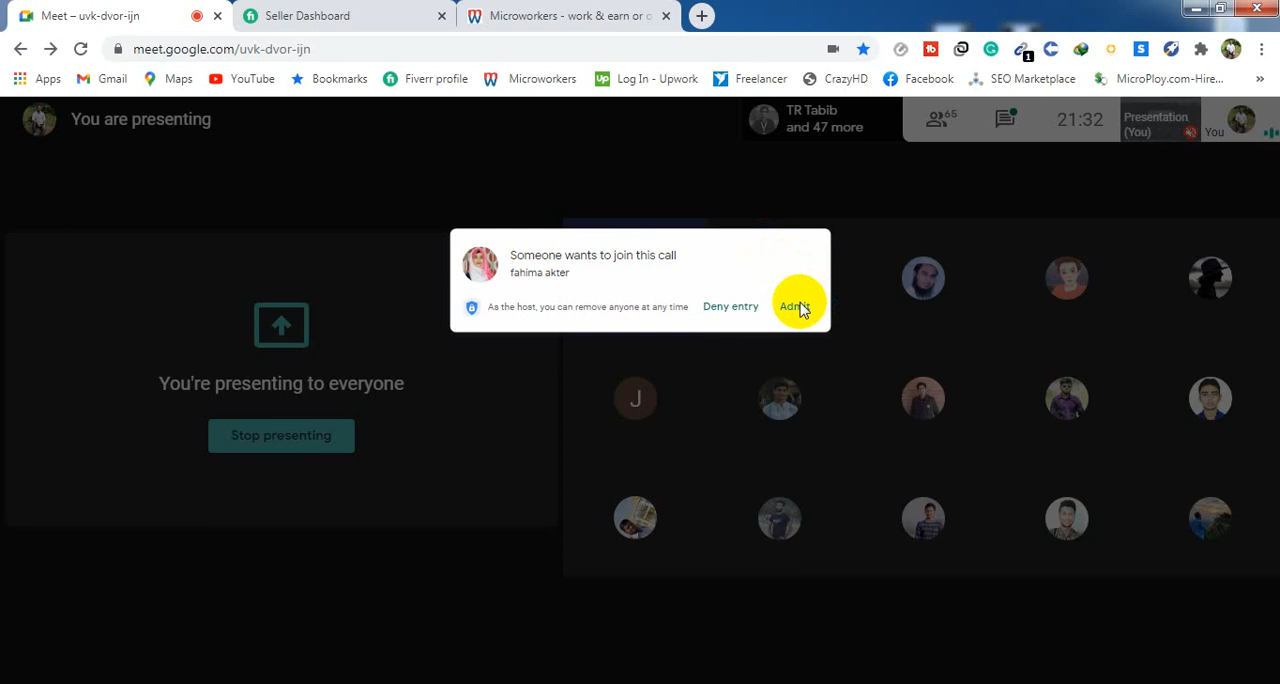 Meet – uvk-dvor-ijn
Seller Dashboard
Microworkers - work & earn or o
meet.google.com/uvk-dvor-ijn
1
Apps
Gmail
Maps
YouTube
Bookmarks
Fiverr profile
Microworkers
Log In - Upwork
Freelancer
CrazyHD
Facebook
SEO Marketplace
MicroPloy.com-Hire...
You are presenting
TR Tabib
and 47 more
65
21:32
Presentation
(You)
You
Someone wants to join this call
fahima akter
As the host, you can remove anyone at any time
Deny entry
Admit
You're presenting to everyone
Stop presenting
J